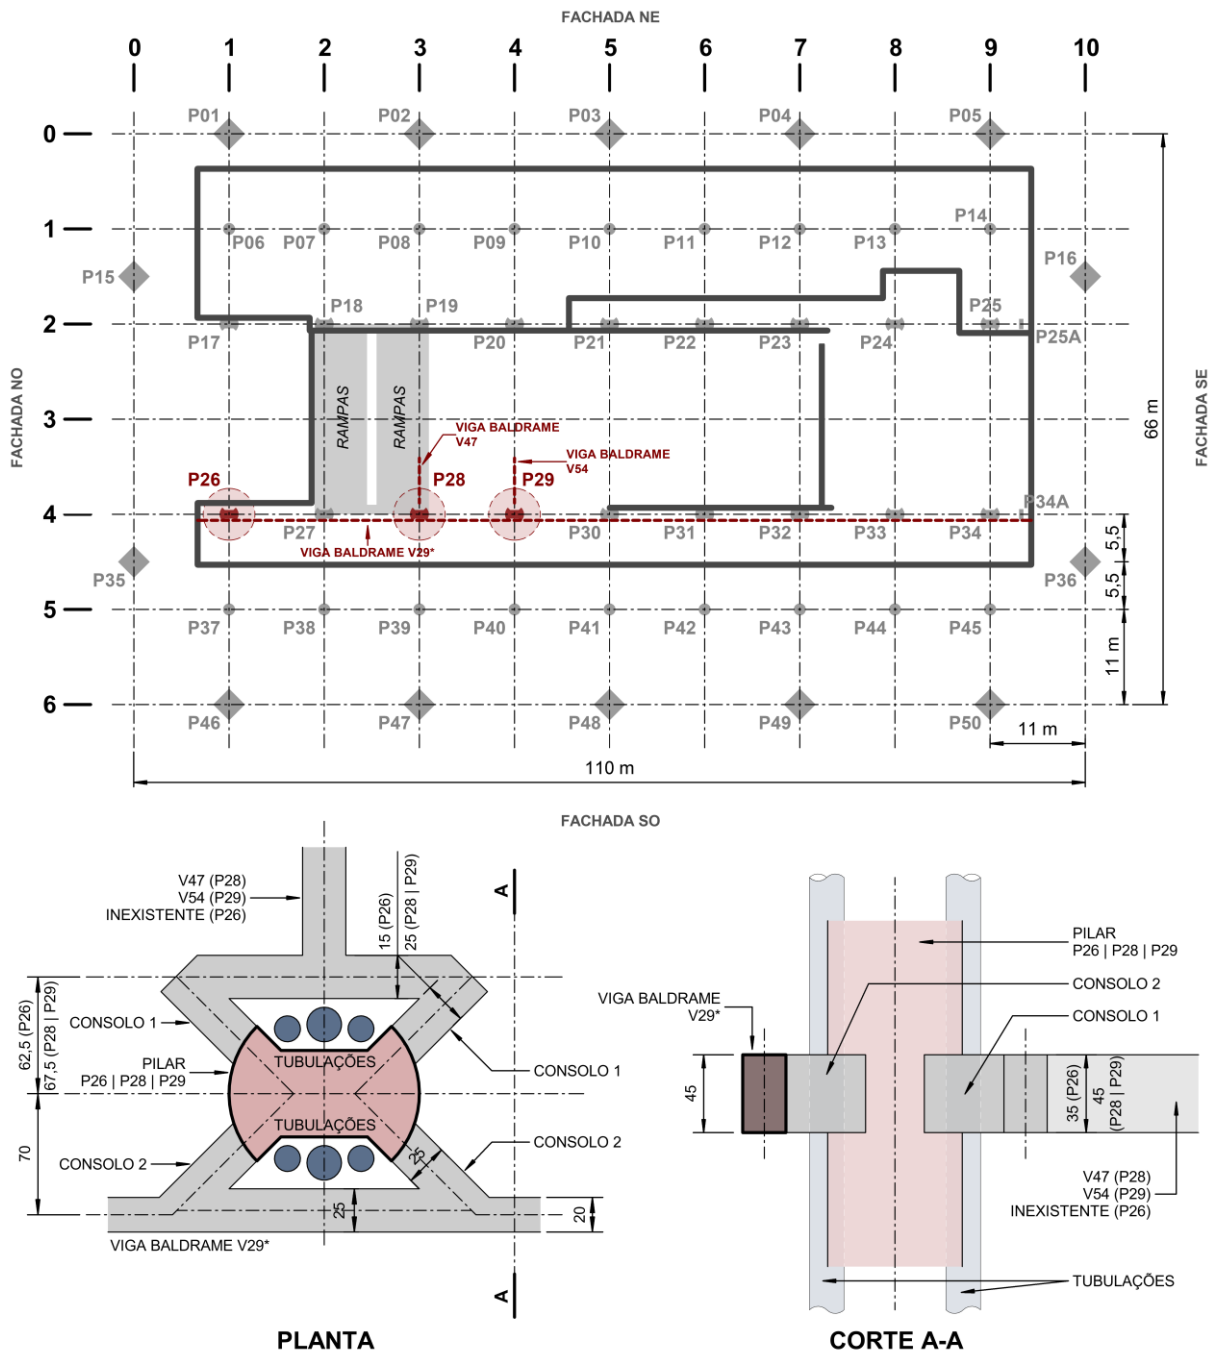 FACHADA NE
0 1 2 3 4 5 6 7 8 9 10
P01 P02 P03 P04 P05
0
P14
1
P06 P07 P08 P09 P10 P11 P12 P13
P15 P16
P18 P19 P25
2
P17 P20 P21 P22 P23 P24 P25A
FACHADA NO
RAMPAS
RAMPAS
3
66 m
FACHADA SE
VIGA BALDRAME
V47
VIGA BALDRAME
V54
P26 P28 P29
P34A
4
P27 P30 P31 P32 P33 P34
VIGA BALDRAME V29*
5,5
P35 P36
5,5
5
P37 P38 P39 P40 P41 P42 P43 P44 P45
11 m
6
P46 P47 P48 P49 P50
11 m
110 m
FACHADA SO
V47 (P28)
V54 (P29)
INEXISTENTE (P26)
15 (P26)
25 (P28 | P29)
A
62,5 (P26)
67,5 (P28 | P29)
CONSOLO 1
PILAR
P26 | P28 | P29
TUBULAÇÕES
CONSOLO 1
TUBULAÇÕES
CONSOLO 2
70
CONSOLO 2
25
25
20
VIGA BALDRAME V29*
A
PLANTA
PILAR
P26 | P28 | P29
CONSOLO 2
VIGA BALDRAME
V29*
CONSOLO 1
45
35 (P26)
45
(P28 | P29)
V47 (P28)
V54 (P29)
INEXISTENTE (P26)
TUBULAÇÕES
CORTE A-A